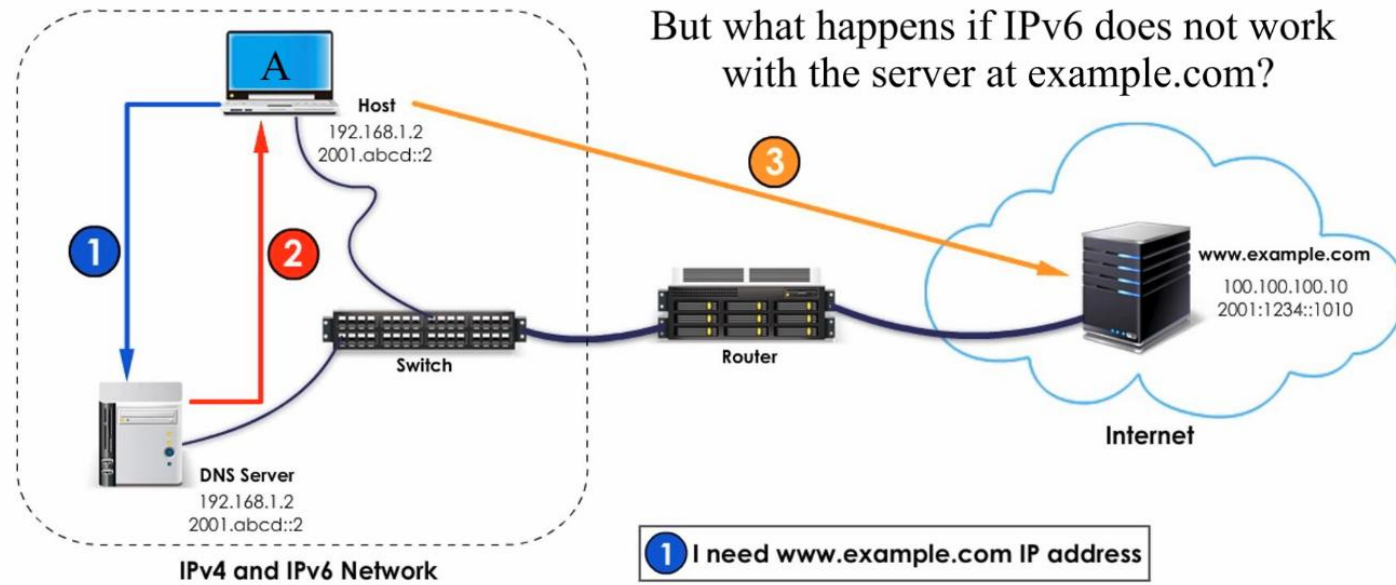 But what happens if IPv6 does not work
with the server at example.com?
A
Host
192.168.1.2
2001.abcd::2
3
1
2
www.example.com
100.100.100.10
2001:1234::1010
Switch
Router
Internet
DNS Server
192.168.1.2
2001.abcd::2
IPv4 and IPv6 Network
1 I need www.example.com IP address